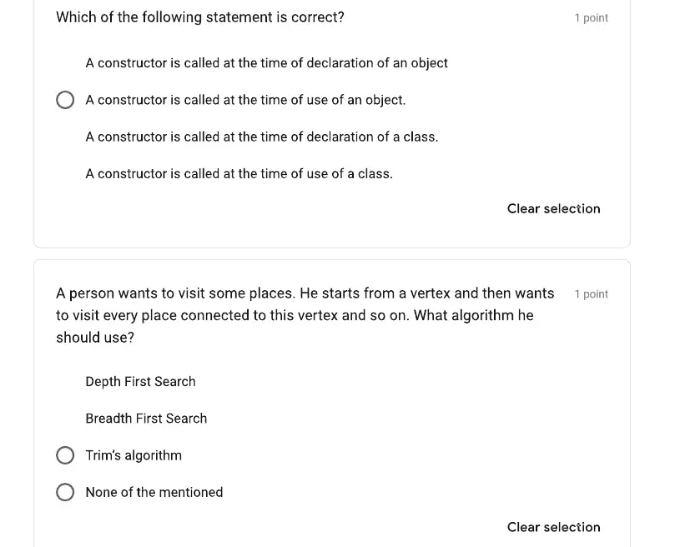 Which of the following statement is correct?
1 point
A constructor is called at the time of declaration of an object
A constructor is called at the time of use of an object.
A constructor is called at the time of declaration of a class.
A constructor is called at the time of use of a class.
Clear selection
A person wants to visit some places. He starts from a vertex and then wants
1 point
to visit every place connected to this vertex and so on. What algorithm he
should use?
Depth First Search
Breadth First Search
Trim's algorithm
None of the mentioned
Clear selection